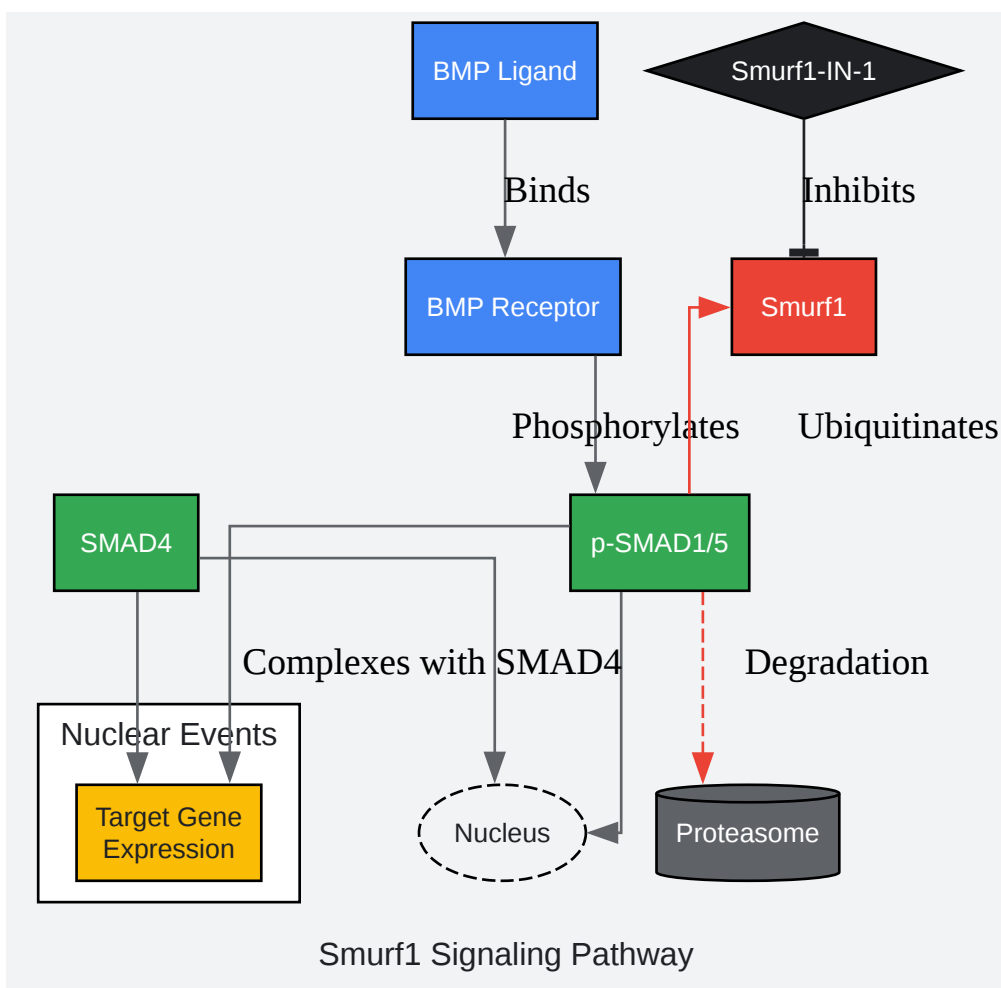 BMP Ligand
Smurf1-IN-1
Binds
Inhibits
BMP Receptor
Smurf1
Phosphorylates
Ubiquitinates
SMAD4
p-SMAD1/5
Complexes with SMAD4
Degradation
Nuclear Events
Target Gene
Expression
Nucleus
Proteasome
Smurf1 Signaling Pathway